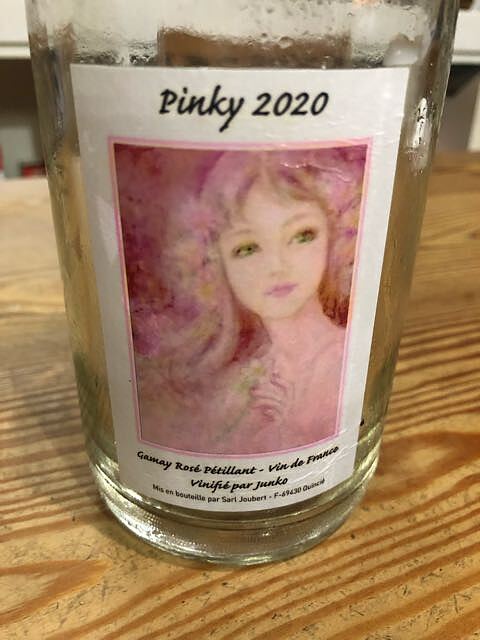 Pinky 2020
Gamay Rosé Pétillant - Vin de France
Vinifié par Junko
Mis en bouteille par Sarl Joubert - F-69430 Quincié